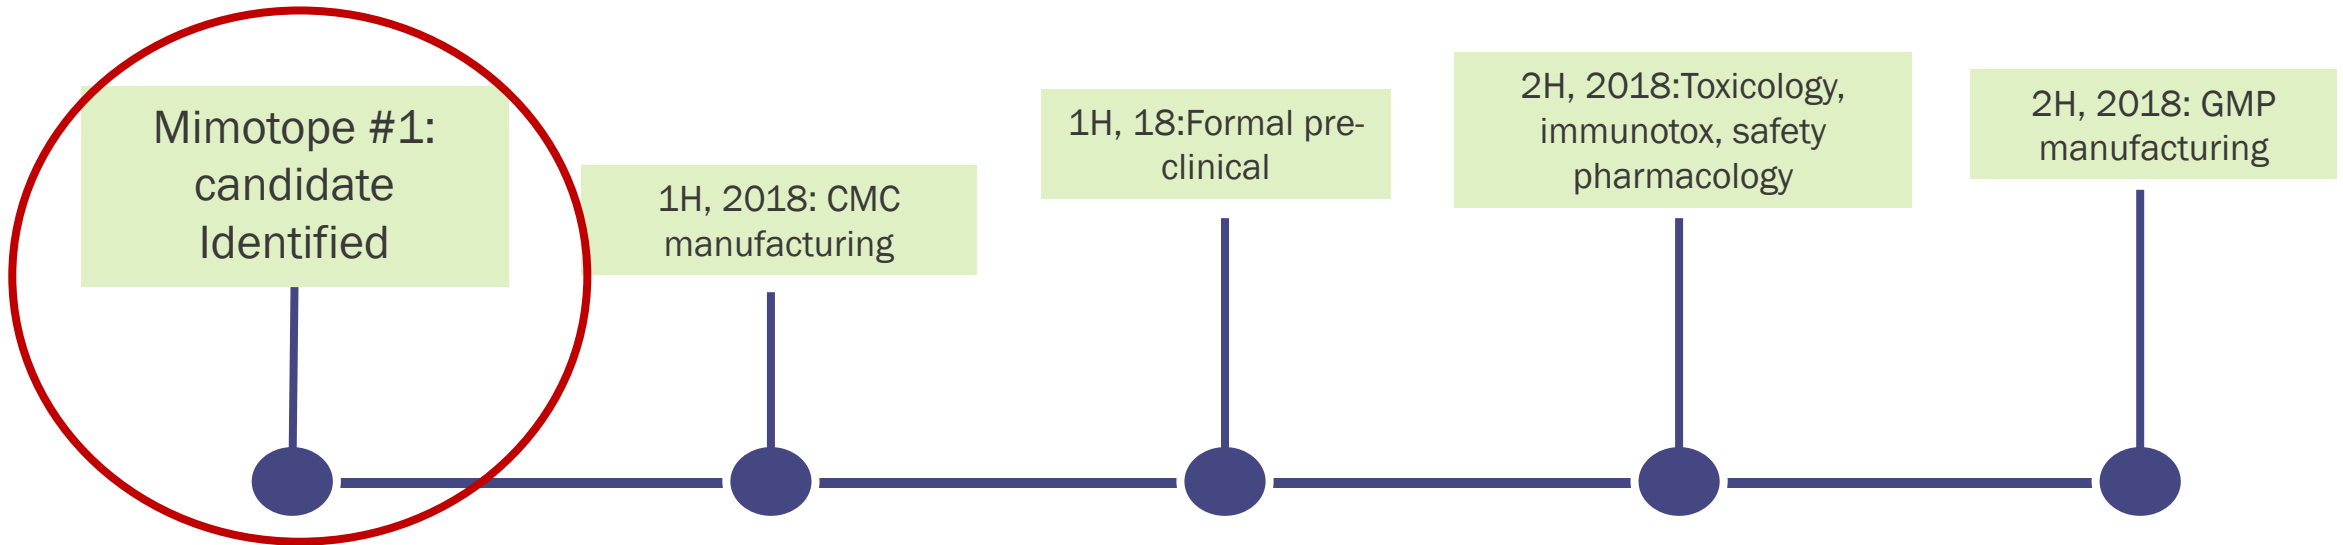 Mimotope #1:
candidate
Identified
1H, 2018: CMC
manufacturing
1H, 18:Formal pre-
clinical
2H, 2018:Toxicology,
immunotox, safety
pharmacology
2H, 2018: GMP
manufacturing